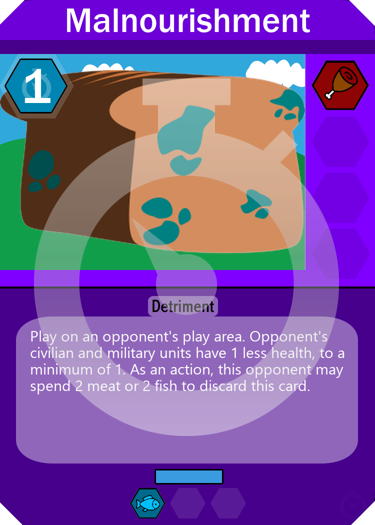 Malnourishment
1
Detriment
Play on an opponent's play area. Opponent's
civilian and military units have 1 less health, to a
minimum of 1. As an action, this opponent may
spend 2 meat or 2 fish to discard this card.